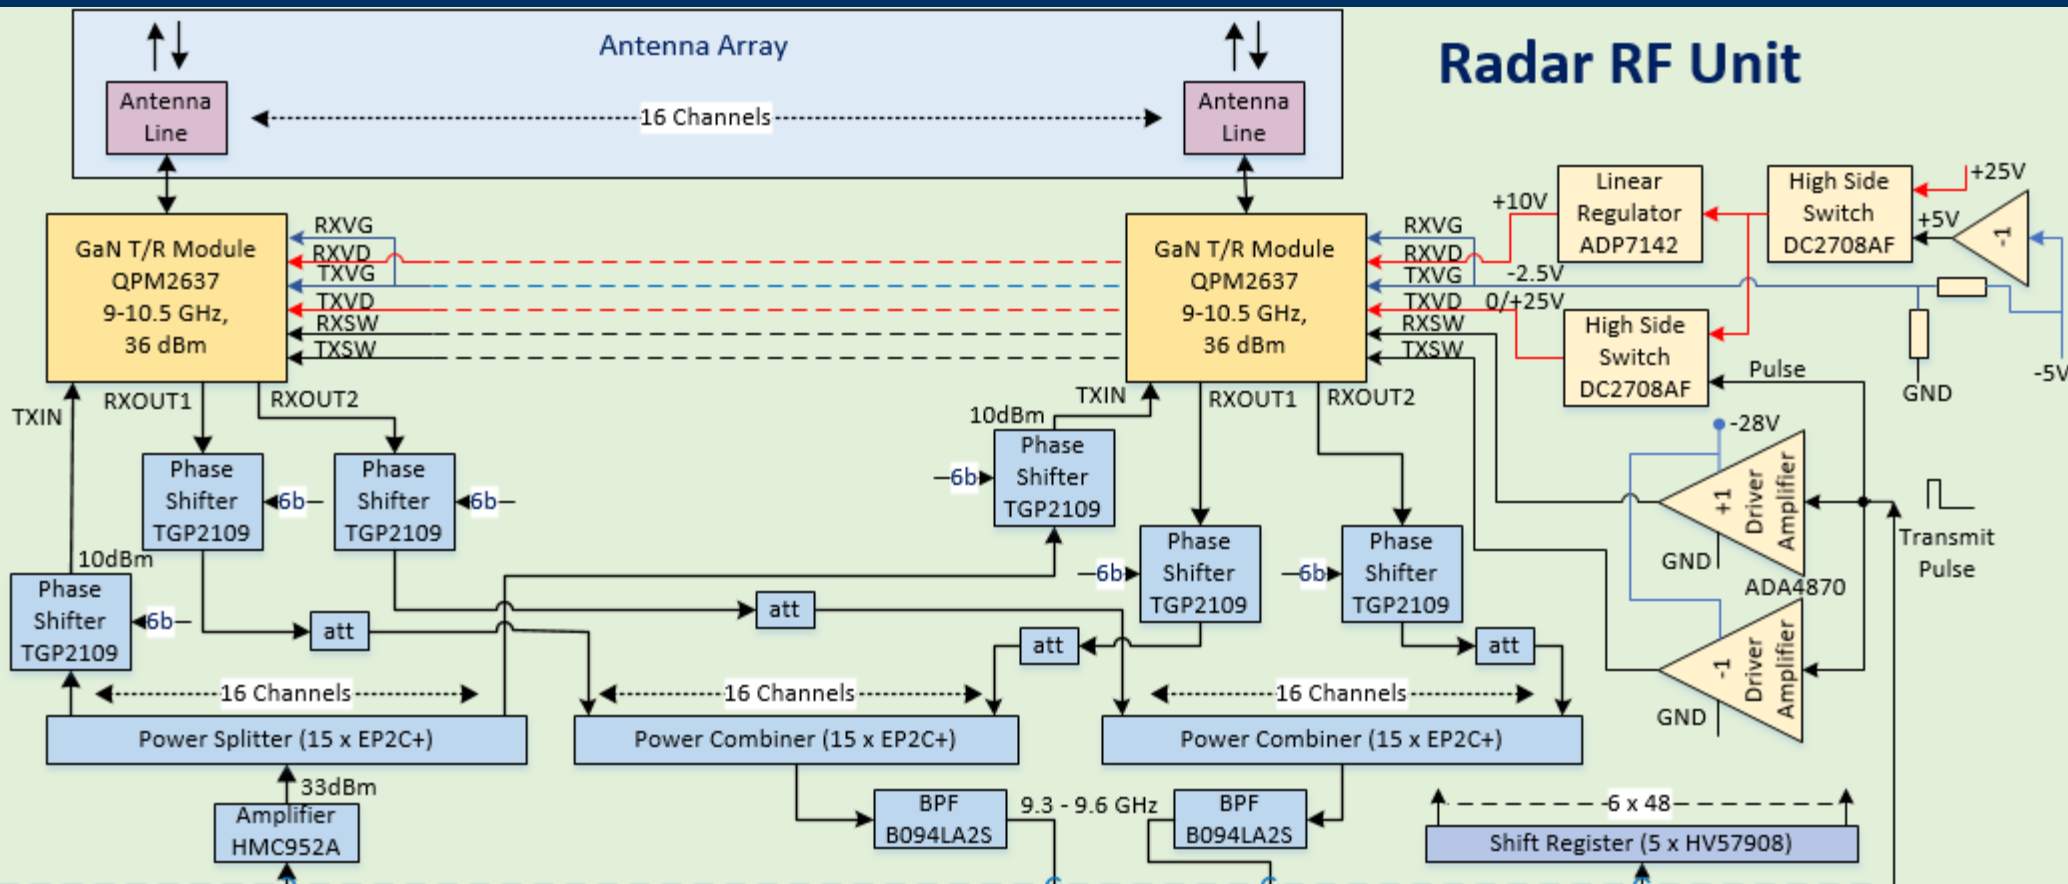 Antenna Array
Radar RF Unit
Antenna
Line
16 Channels
Antenna
Line
GaN T/R Module
QPM2637
9-10.5 GHz,
36 dBm
RXVG
RXVD
TXVG
TXVD
RXSW
TXSW
GaN T/R Module
QPM2637
9-10.5 GHz,
36 dBm
RXVG
RXVD
TXVG
TXVD
RXSW
TXSW
+10V
-2.5V
0/+25V
Linear
Regulator
ADP7142
High Side
Switch
DC2708AF
+25V
+5V
-1
High Side
Switch
DC2708AF
Pulse
GND
-5V
TXIN
RXOUT1
RXOUT2
TXIN
RXOUT1
RXOUT2
10dBm
Phase
Shifter
TGP2109
6b
Phase
Shifter
TGP2109
6b
Phase
Shifter
TGP2109
6b
10dBm
Phase
Shifter
TGP2109
6b
Phase
Shifter
TGP2109
6b
Phase
Shifter
TGP2109
6b
-28V
+1
Driver
Amplifier
GND
ADA4870
-1
Driver
Amplifier
GND
Transmit
Pulse
att
att
att
att
16 Channels
16 Channels
16 Channels
Power Splitter (15 x EP2C+)
Power Combiner (15 x EP2C+)
Power Combiner (15 x EP2C+)
33dBm
Amplifier
HMC952A
BPF
B094LA2S
9.3 - 9.6 GHz
BPF
B094LA2S
6 x 48
Shift Register (5 x HV57908)